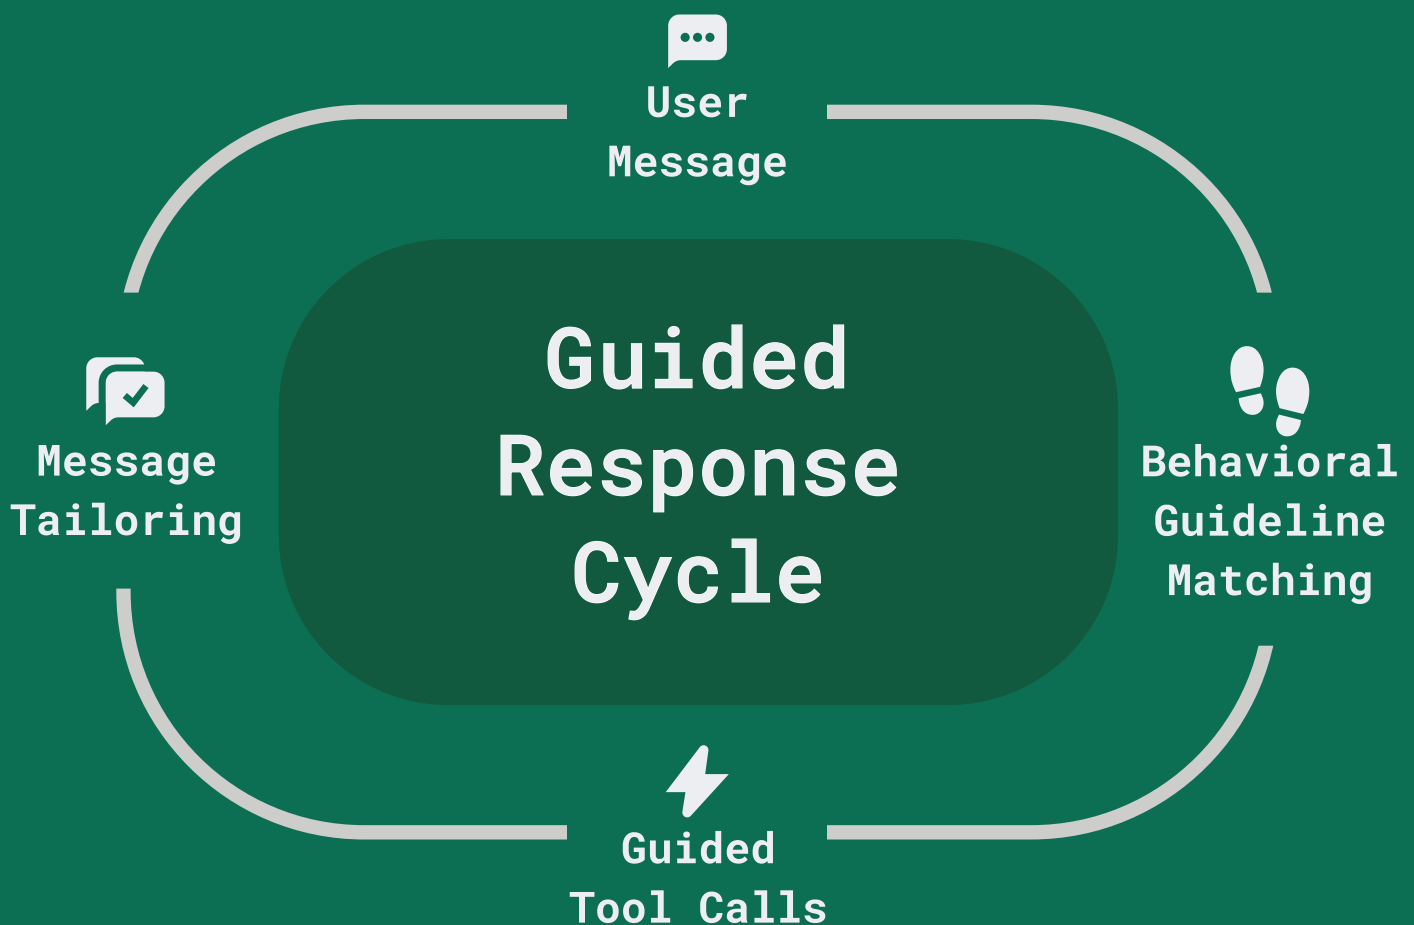 User
Message
Guided
Response
Cycle
Message
Tailoring
Behavioral
Guideline
Matching
Guided
Tool Calls